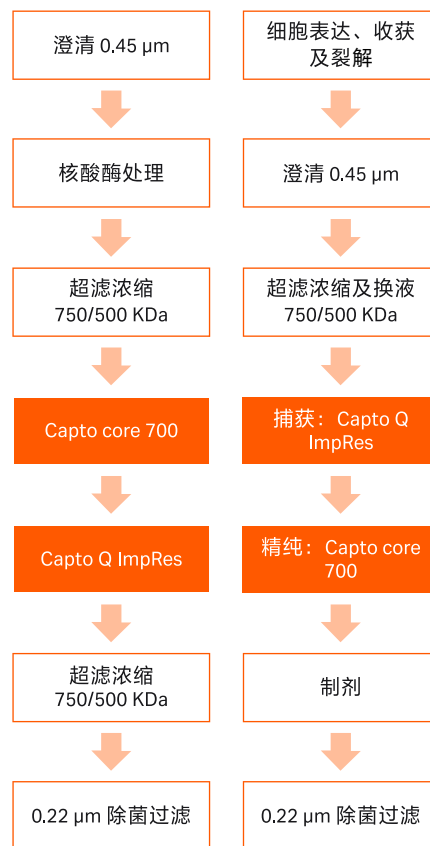 澄清 0.45 µm
核酸酶处理
超滤浓缩
750/500 KDa
Capto core 700
Capto Q ImpRes
超滤浓缩
750/500 KDa
0.22 µm 除菌过滤
细胞表达、收获
及裂解
澄清 0.45 µm
超滤浓缩及换液
750/500 KDa
捕获：Capto Q
ImpRes
精纯：Capto core
700
制剂
0.22 µm 除菌过滤